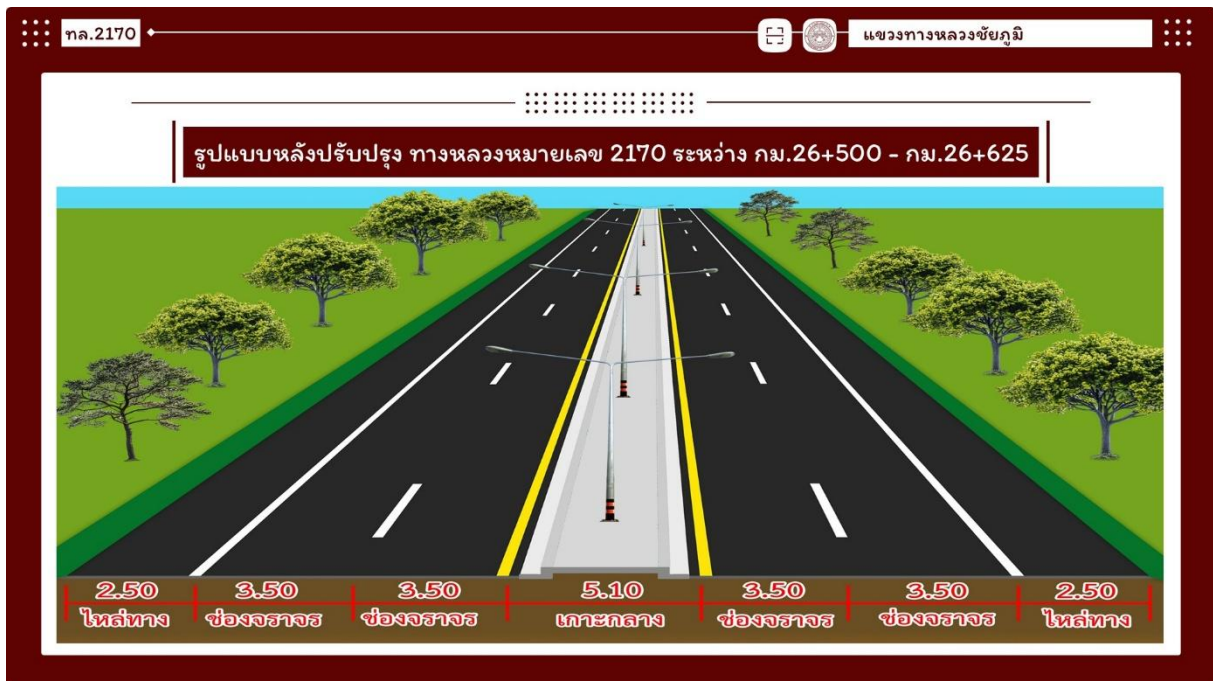 ทล.2170
แขวงทางหลวงชัยภูมิ
รูปแบบหลังปรับปรุง ทางหลวงหมายเลข 2170 ระหว่าง กม.26+500 - กม.26+625
2.50 3.50 3.50 5.10 3.50 3.50 2.50
ไหล่ทาง ช่องจราจร ช่องจราจร เกาะกลาง ช่องจราจร ช่องจราจร ไหล่ทาง